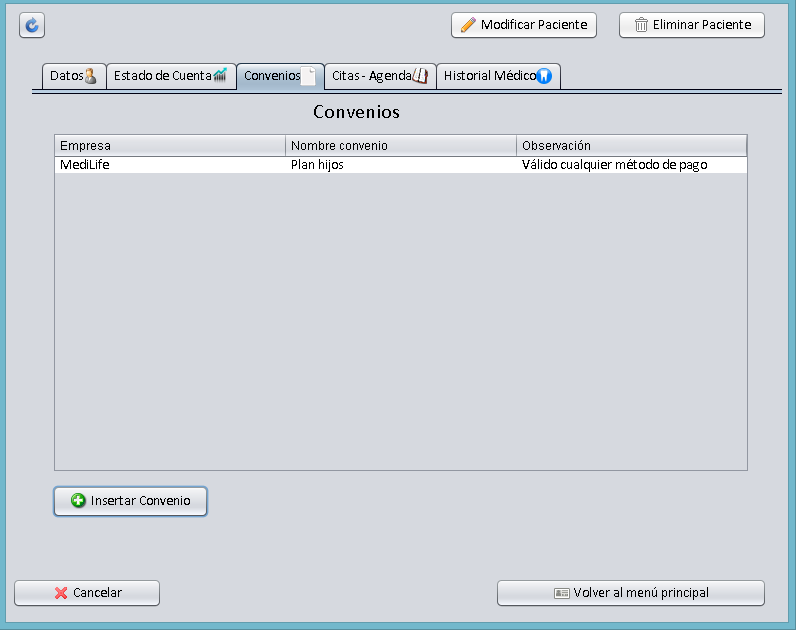 Modificar Paciente
Eliminar Paciente
Datos Estado de Cuenta Convenios Citas - Agenda Historial Médico
Convenios
Empresa Nombre convenio Observación
MediLife Plan hijos Válido cualquier método de pago
Insertar Convenio
Cancelar
Volver al menú principal